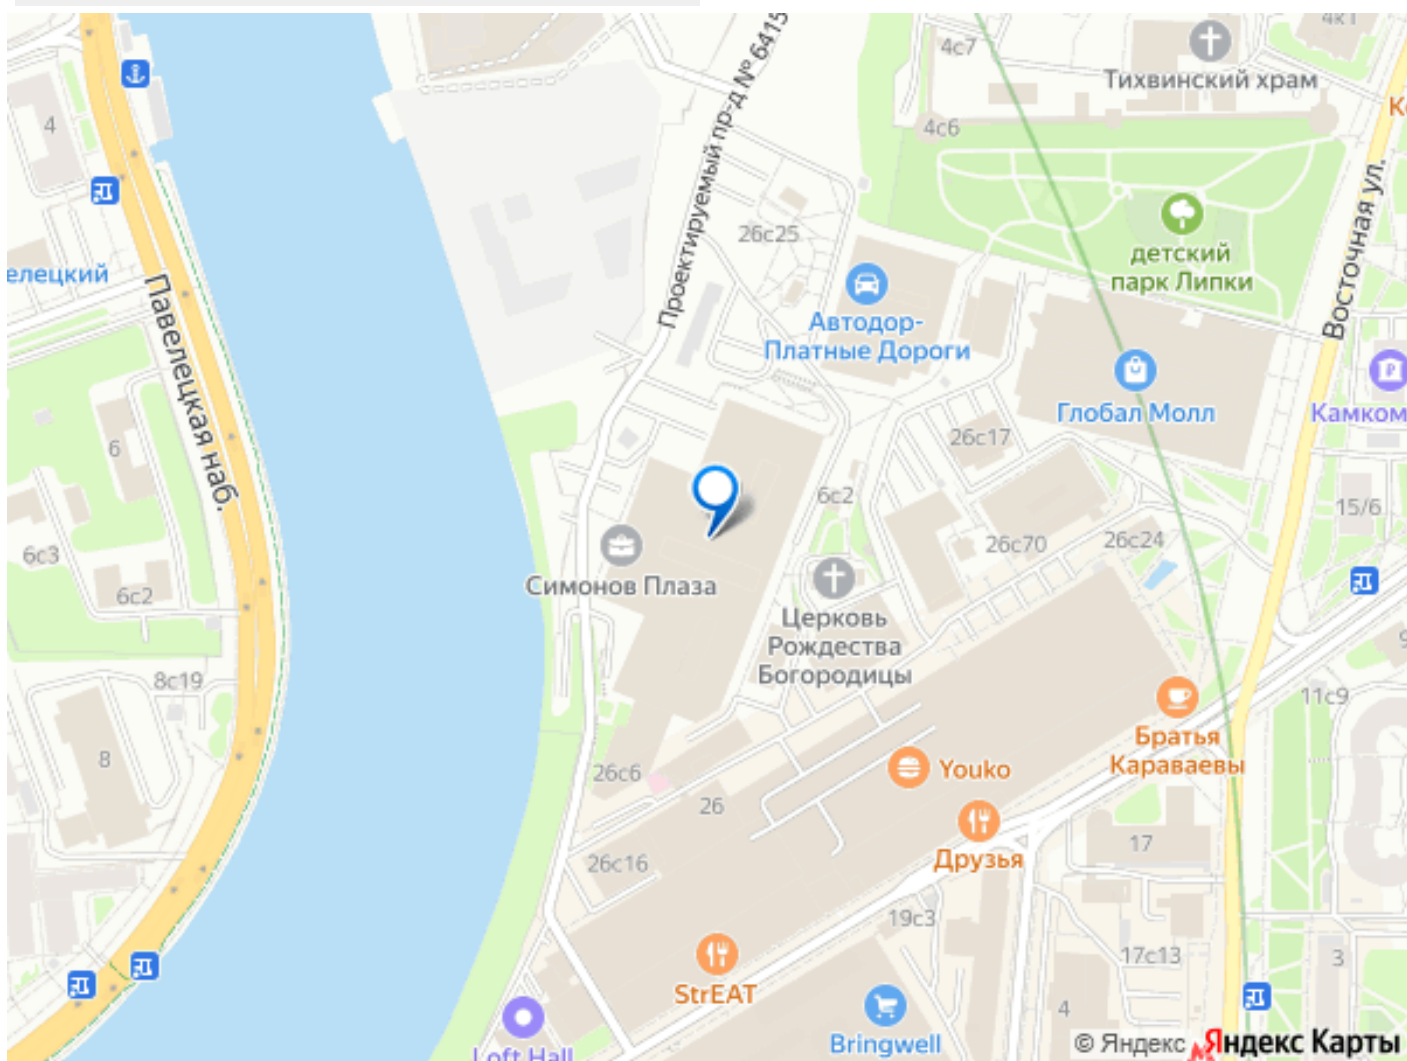 4к1
4с7
Тихвинский храм
4с6
4
Проектируемый пр-д № 6415
Восточная ул.
26с25
детский
парк Липки
елецкий
Павелецкая наб.
Автодор-
Платные Дороги
Глобал Молл
Камком
26с17
6
6с2
15/6
26с70
26с24
6с3
Симонов Плаза
6с2
Церковь
Рождества
Богородицы
8с19
11с9
Братья
Караваевы
8
26с6
Youko
26
17
Друзья
26с16
19с3
17с13
3
StrEAT
4
Bringwell
Loft Hall
© Яндекс
Яндекс Карты